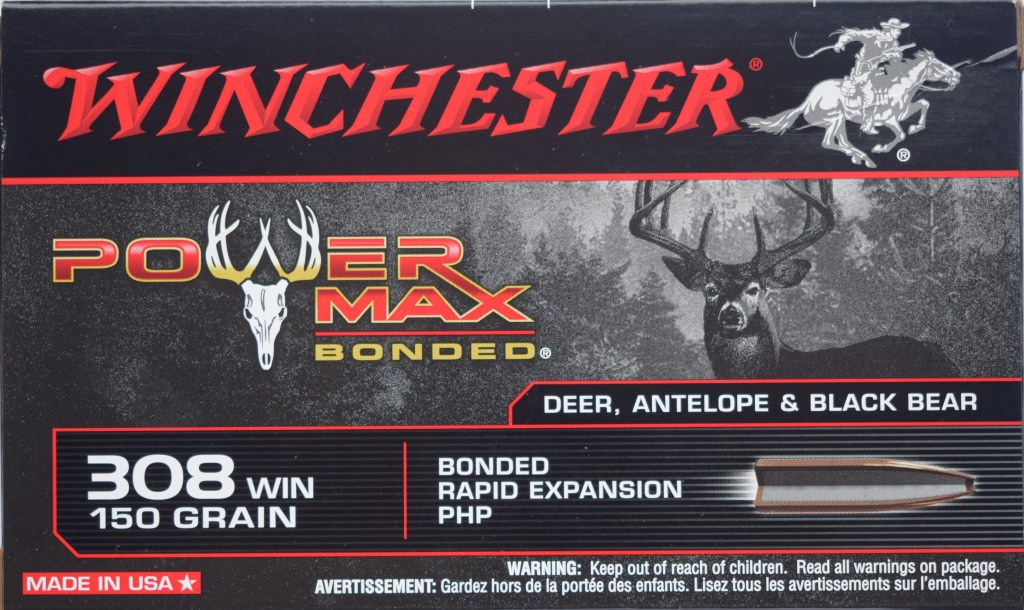 WINCHESTER®
®
POWER
MAX
BONDED®
DEER, ANTELOPE & BLACK BEAR
308 WIN
150 GRAIN
BONDED
RAPID EXPANSION
PHP
MADE IN USA ★
WARNING: Keep out of reach of children. Read all warnings on package.
AVERTISSEMENT: Gardez hors de la portée des enfants. Lisez tous les avertissements sur l'emballage.